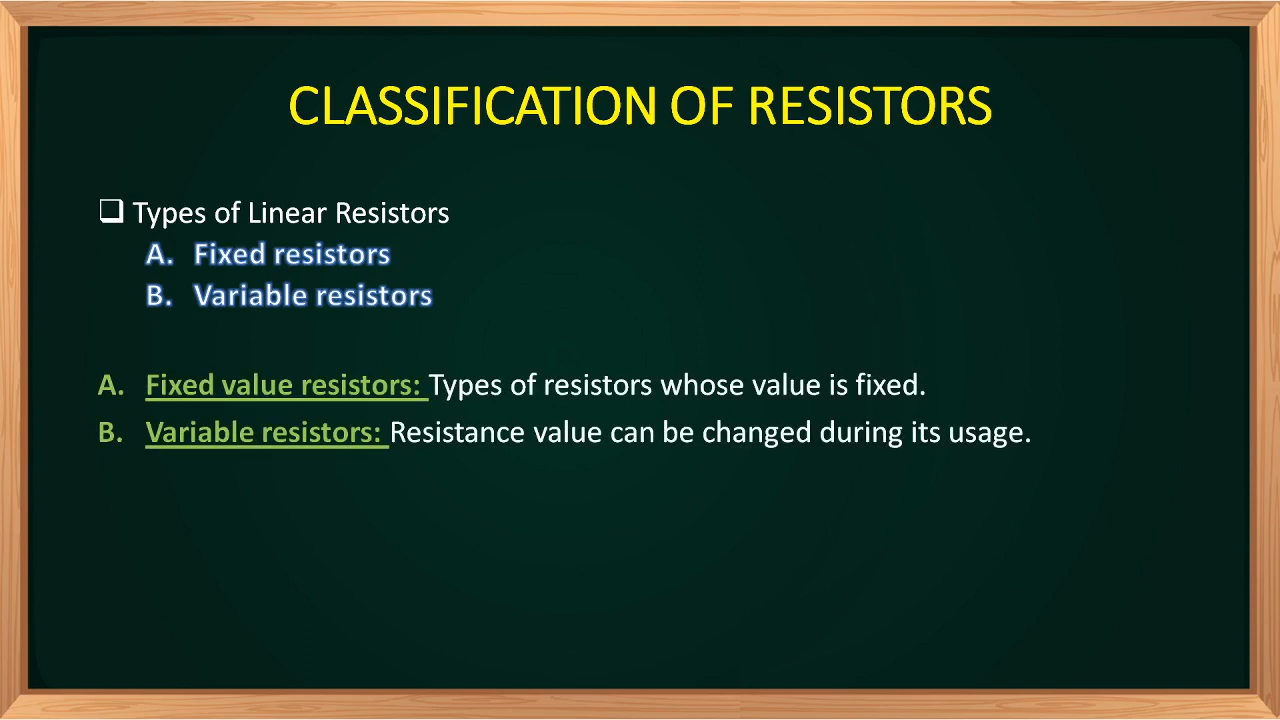 CLASSIFICATION OF RESISTORS
❑ Types of Linear Resistors
A. Fixed resistors
B. Variable resistors
A. Fixed value resistors: Types of resistors whose value is fixed.
B. Variable resistors: Resistance value can be changed during its usage.